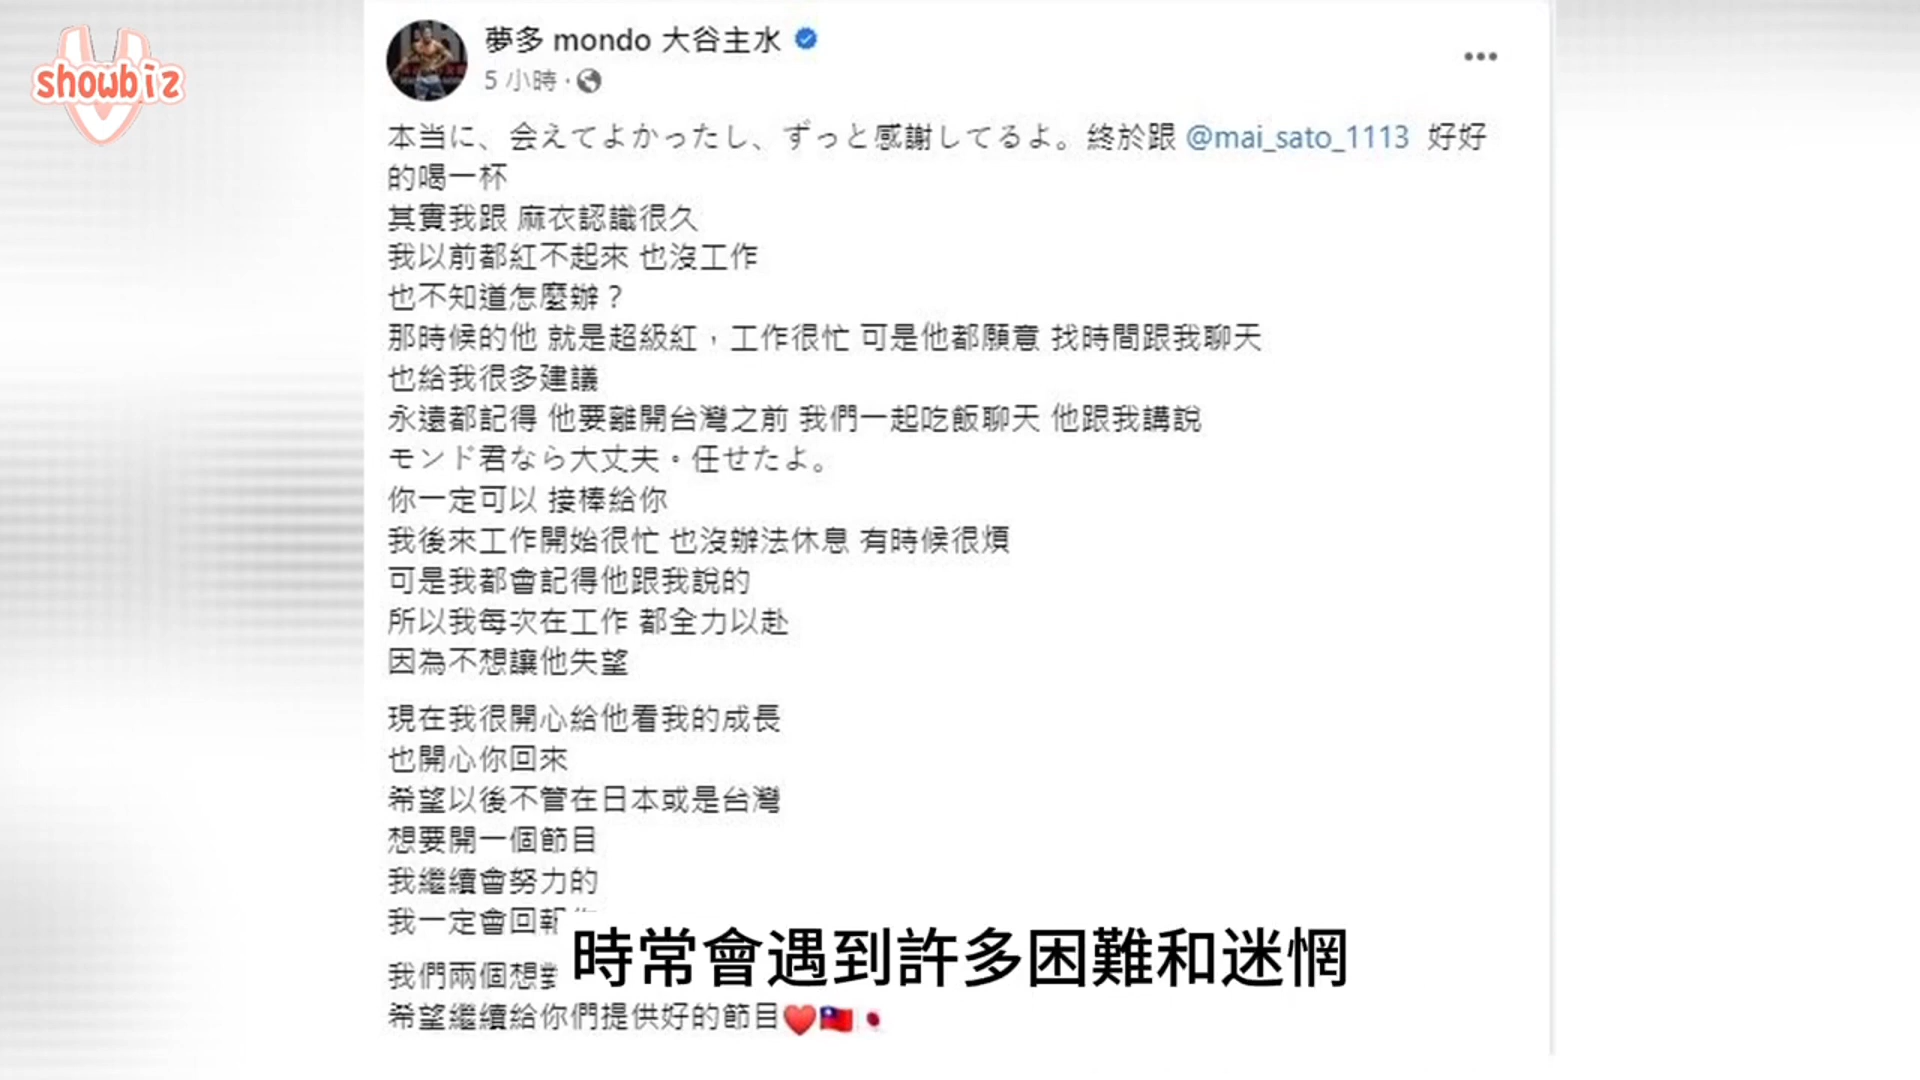 showbiz
夢多 mondo 大谷主水
5 小時 ·
本当に、会えてよかったし、ずっと感謝してるよ。終於跟 @mai_sato_1113 好好
的喝一杯
其實我跟 麻衣認識很久
我以前都紅不起來 也沒工作
也不知道怎麼辦？
那時候的他 就是超級紅，工作很忙 可是他都願意 找時間跟我聊天
也給我很多建議
永遠都記得 他要離開台灣之前 我們一起吃飯聊天 他跟我講說
モンド君なら大丈夫。任せたよ。
你一定可以 接棒給你
我後來工作開始很忙 也沒辦法休息 有時候很煩
可是我都會記得他跟我說的
所以我每次在工作 都全力以赴
因為不想讓他失望
現在我很開心給他看我的成長
也開心你回來
希望以後不管在日本或是台灣
想要開一個節目
我繼續會努力的
我一定會回報
我們兩個想
時常會遇到許多困難和迷惘
希望繼續給你們提供好的節目❤️🇹🇼🇯🇵